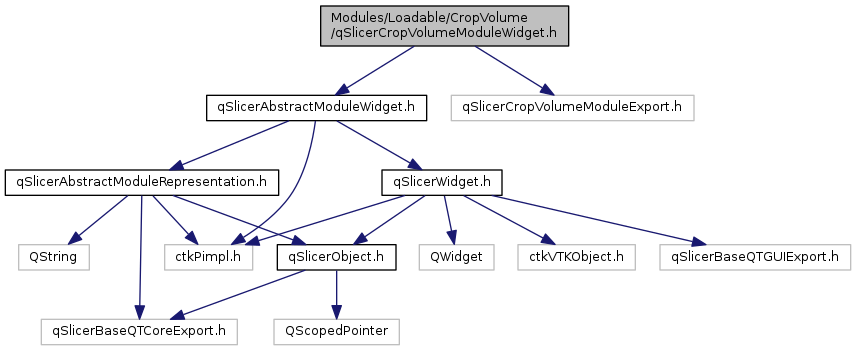 Modules/Loadable/CropVolume
/qSlicerCropVolumeModuleWidget.h
qSlicerAbstractModuleWidget.h
qSlicerCropVolumeModuleExport.h
qSlicerAbstractModuleRepresentation.h
qSlicerWidget.h
QString
ctkPimpl.h
qSlicerObject.h
QWidget
ctkVTKObject.h
qSlicerBaseQTGUIExport.h
qSlicerBaseQTCoreExport.h
QScopedPointer